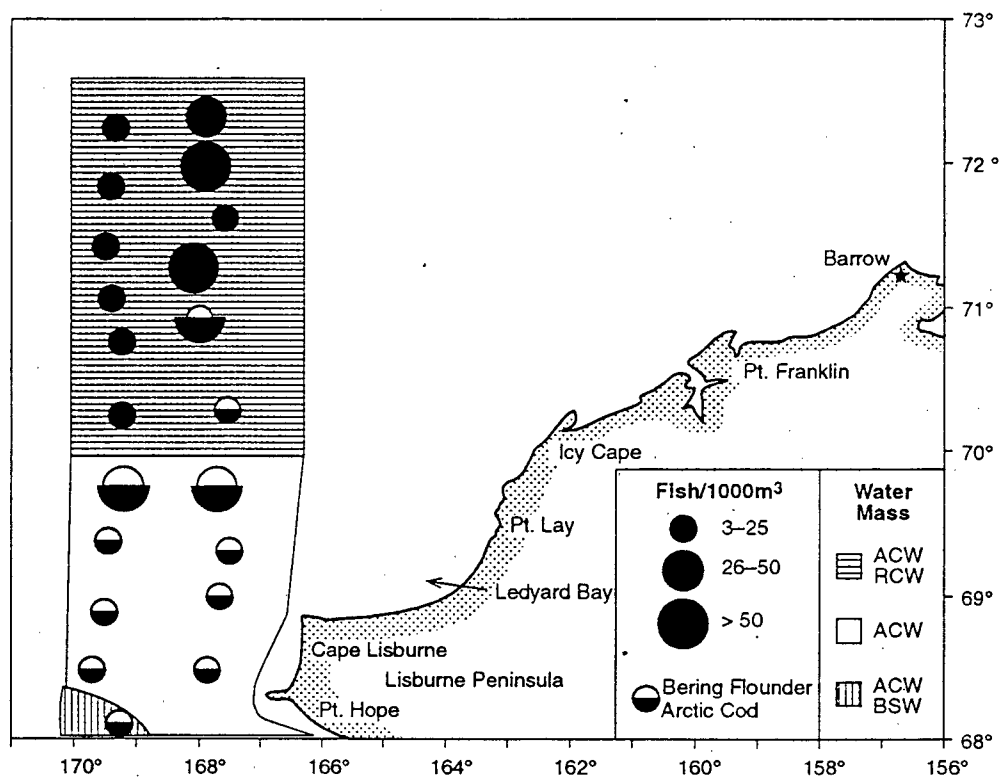 73°
72°
Barrow
71°
Pt. Franklin
70°
Icy Cape
Fish/1000m³
3–25
26–50
> 50
Bering Flounder
Arctic Cod
Water
Mass
ACW
RCW
ACW
ACW
BSW
Pt. Lay
Ledyard Bay
69°
Cape Lisburne
Lisburne Peninsula
Pt. Hope
68°
170° 168° 166° 164° 162° 160° 158° 156°